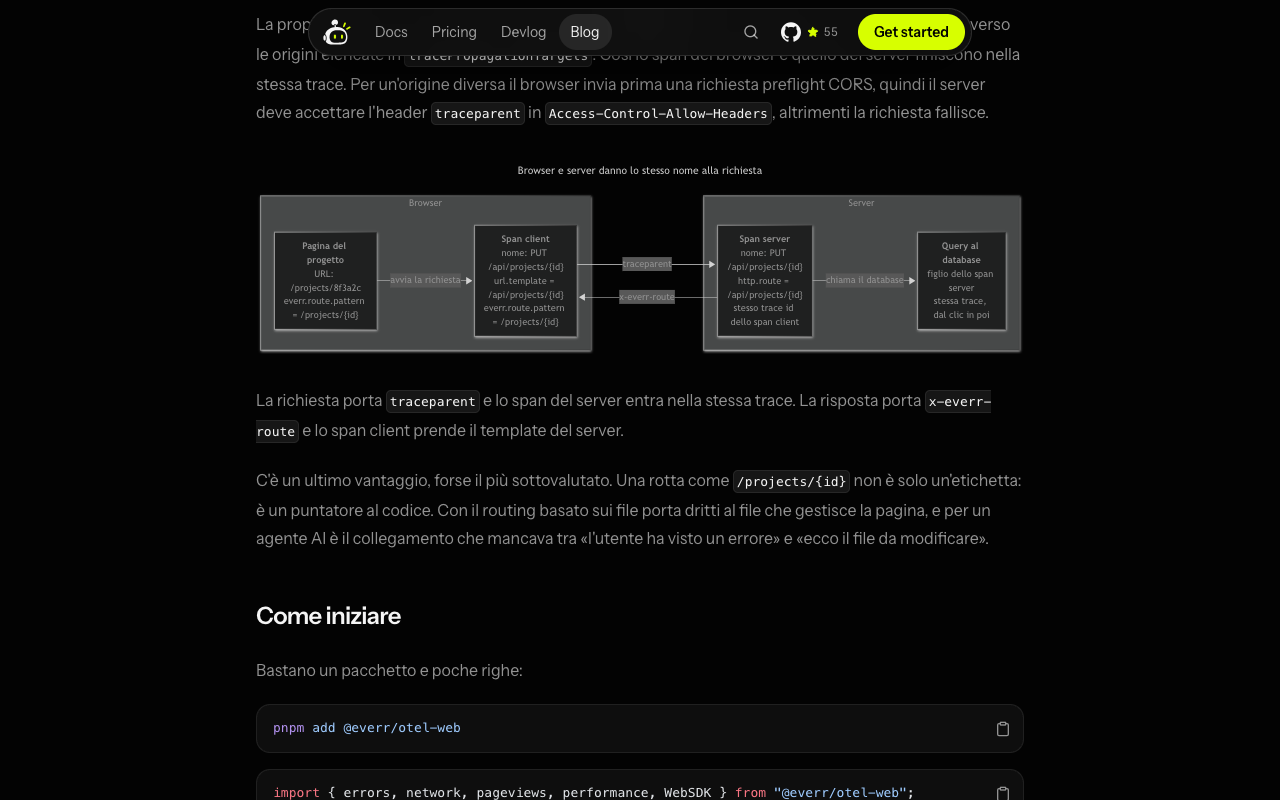 La prop
verso
Docs
Pricing
Devlog
Blog
55
Get started
le origini elencate in tracePropagationTargets. Così lo span del browser e quello del server finiscono nella
stessa trace. Per un'origine diversa il browser invia prima una richiesta preflight CORS, quindi il server
deve accettare l'header traceparent in Access-Control-Allow-Headers, altrimenti la richiesta fallisce.
Browser e server danno lo stesso nome alla richiesta
Browser
Pagina del
progetto
URL:
/projects/8f3a2c
everr.route.pattern
= /projects/{id}
avvia la richiesta
Span client
nome: PUT
/api/projects/{id}
url.template =
/api/projects/{id}
everr.route.pattern
= /projects/{id}
traceparent
x-everr-route
Server
Span server
nome: PUT
/api/projects/{id}
http.route =
/api/projects/{id}
stesso trace id
dello span client
chiama il database
Query al
database
figlio dello span
server
stessa trace,
dal clic in poi
La richiesta porta traceparent e lo span del server entra nella stessa trace. La risposta porta x-everr-
route e lo span client prende il template del server.
C'è un ultimo vantaggio, forse il più sottovalutato. Una rotta come /projects/{id} non è solo un'etichetta:
è un puntatore al codice. Con il routing basato sui file porta dritti al file che gestisce la pagina, e per un
agente AI è il collegamento che mancava tra «l'utente ha visto un errore» e «ecco il file da modificare».
Come iniziare
Bastano un pacchetto e poche righe:
pnpm add @everr/otel-web
import { errors, network, pageviews, performance, WebSDK } from "@everr/otel-web";